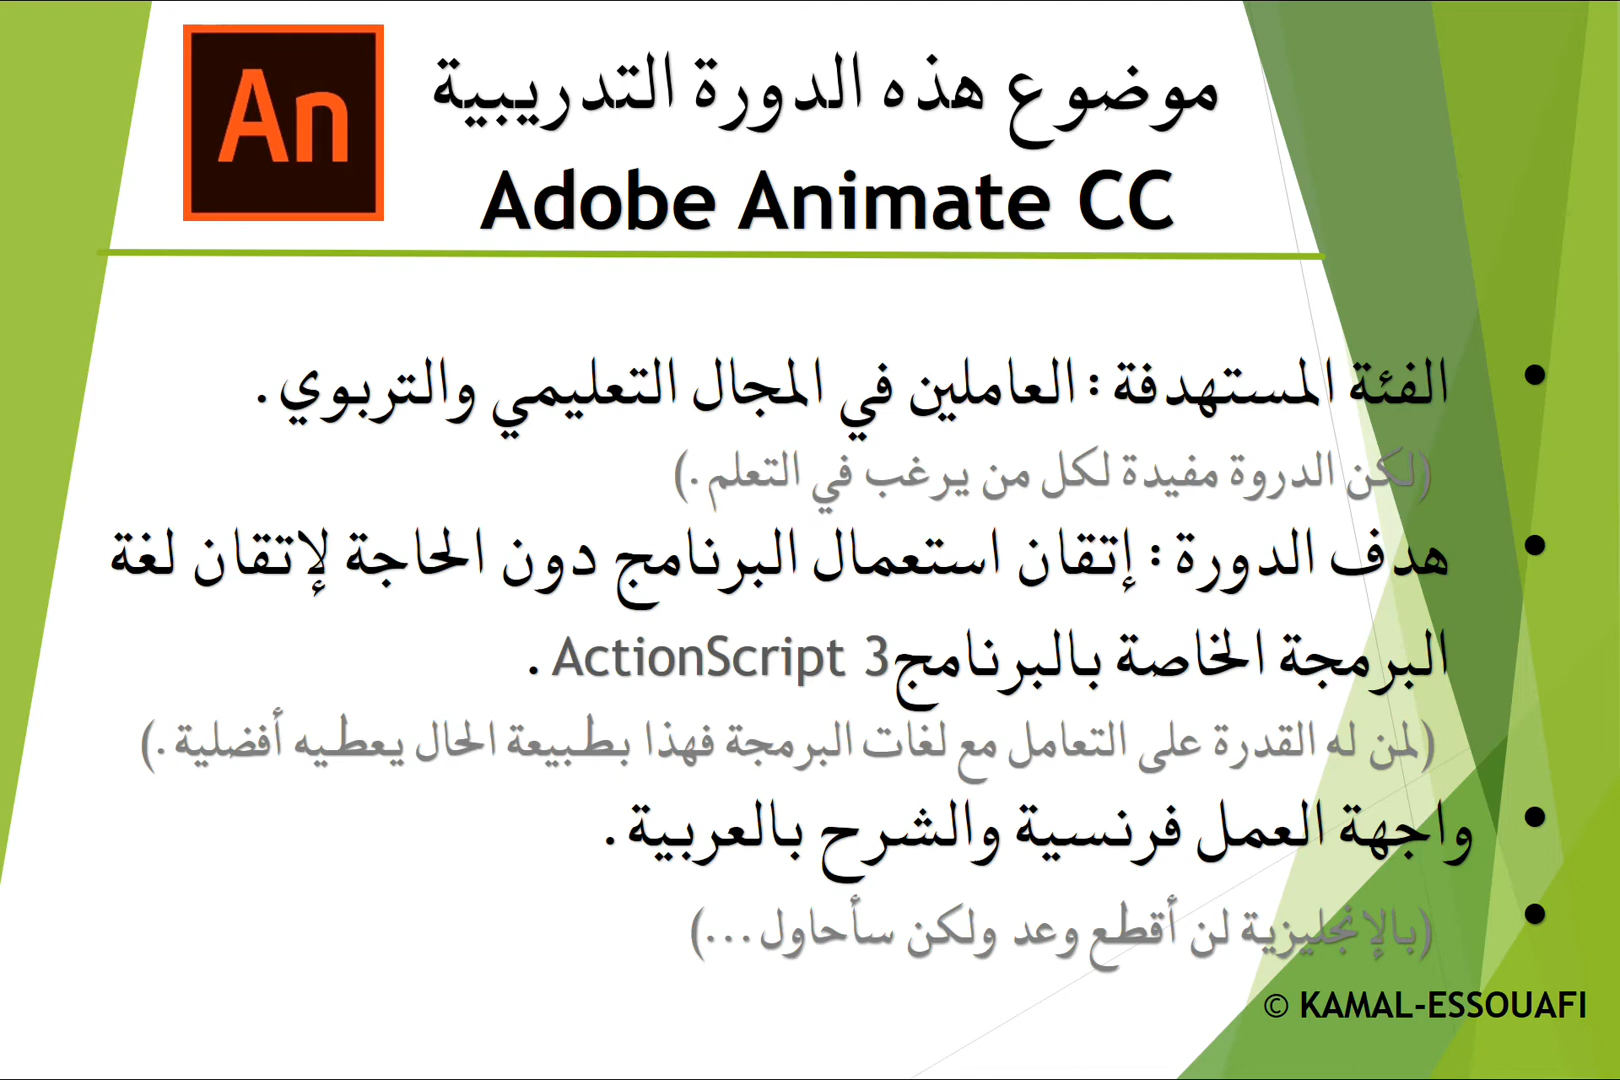 An
موضوع هذه الدورة التدريبية
Adobe Animate CC
• الفئة المستهدفة : العاملين في المجال التعليمي والتربوي .
(لكن الدروة مفيدة لكل من يرغب في التعلم .)
• هدف الدورة : إتقان استعمال البرنامج دون الحاجة لإتقان لغة
البرمجة الخاصة بالبرنامج ActionScript 3 .
(لمن له القدرة على التعامل مع لغات البرمجة فهذا بطبيعة الحال يعطيه أفضلية .)
• واجهة العمل فرنسية والشرح بالعربية .
• (بالإنجليزية لن أقطع وعد ولكن سأحاول ...)
© KAMAL-ESSOUAFI